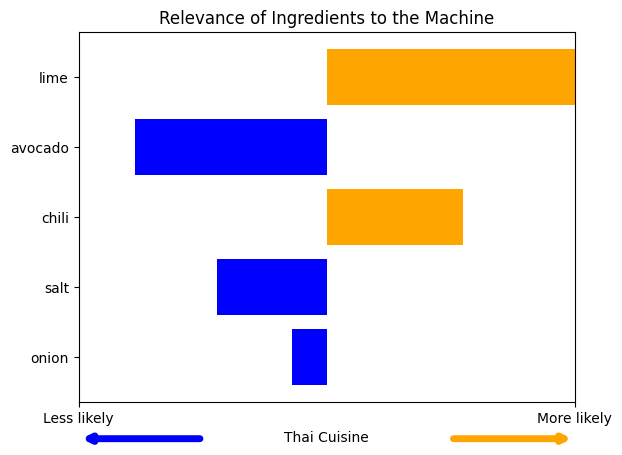 Relevance of Ingredients to the Machine
lime
avocado
chili
salt
onion
Less likely
More likely
Thai Cuisine